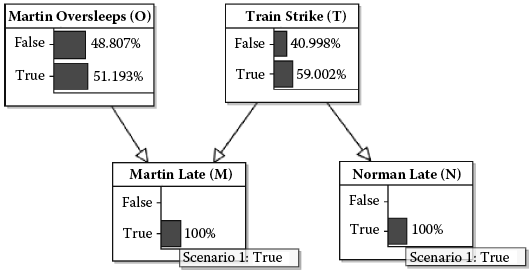 Martin Oversleeps (O)
False 48.807%
True 51.193%
Train Strike (T)
False 40.998%
True 59.002%
Martin Late (M)
False
True 100%
Scenario 1: True
Norman Late (N)
False
True 100%
Scenario 1: True